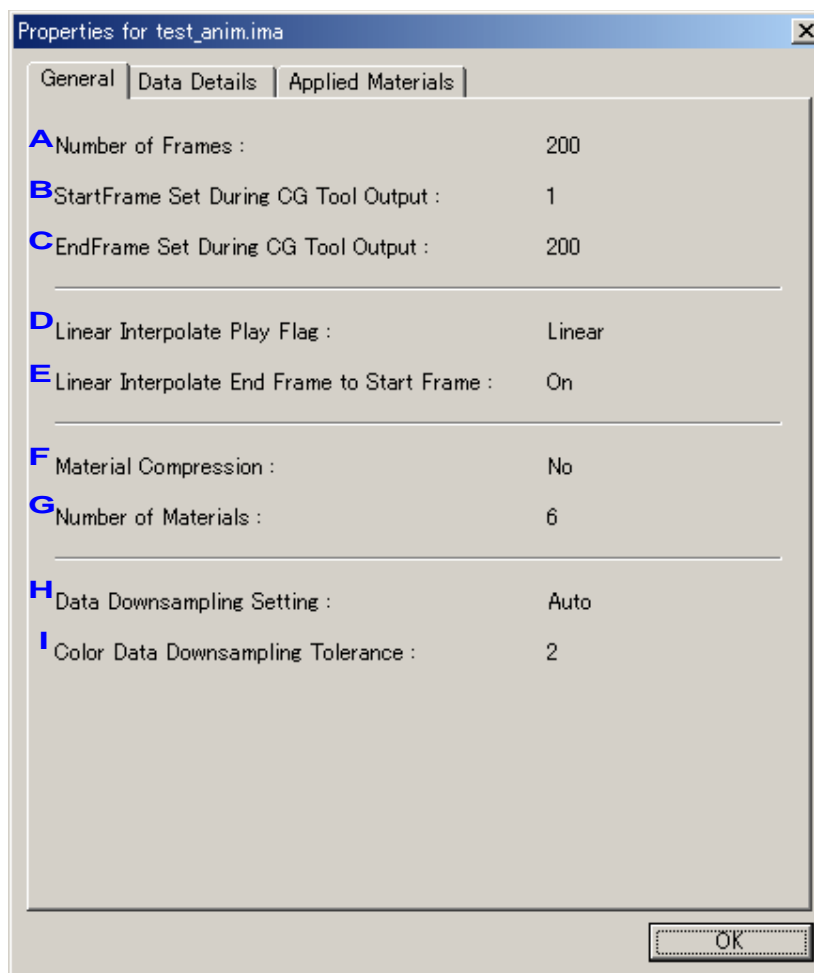 Properties for test_anim.ima
General Data Details Applied Materials
A Number of Frames : 200
B StartFrame Set During CG Tool Output : 1
C EndFrame Set During CG Tool Output : 200
D Linear Interpolate Play Flag : Linear
E Linear Interpolate End Frame to Start Frame : On
F Material Compression : No
G Number of Materials : 6
H Data Downsampling Setting : Auto
I Color Data Downsampling Tolerance : 2
OK